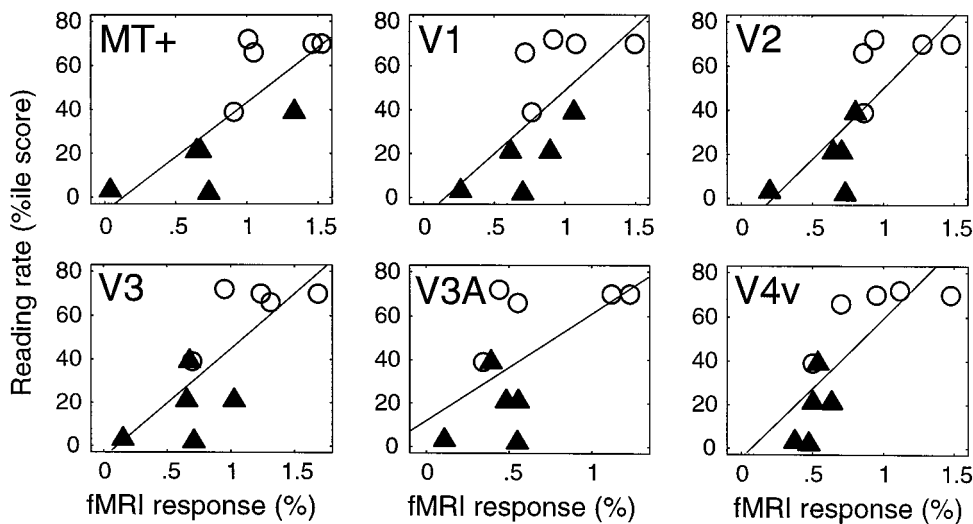 MT+ V1 V2
80 80 80
60 60 60
40 40 40
20 20 20
0 0 0
0 .5 1 1.5 0 .5 1 1.5 0 .5 1 1.5
Reading rate (%ile score)
V3 V3A V4v
80 80 80
60 60 60
40 40 40
20 20 20
0 0 0
0 .5 1 1.5 0 .5 1 0 .5 1 1.5
fMRI response (%) fMRI response (%) fMRI response (%)